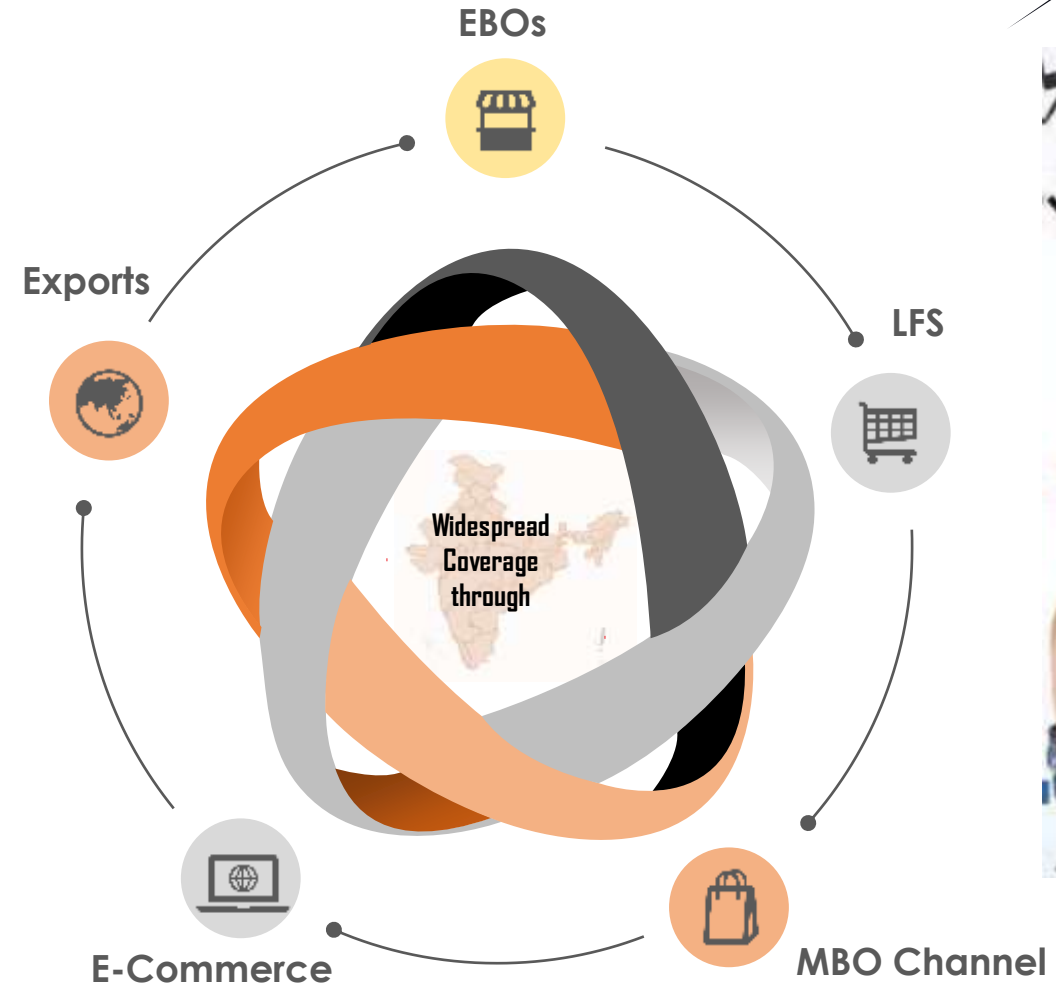 EBOs
Exports
LFS
Widespread
Coverage
through
E-Commerce
MBO Channel